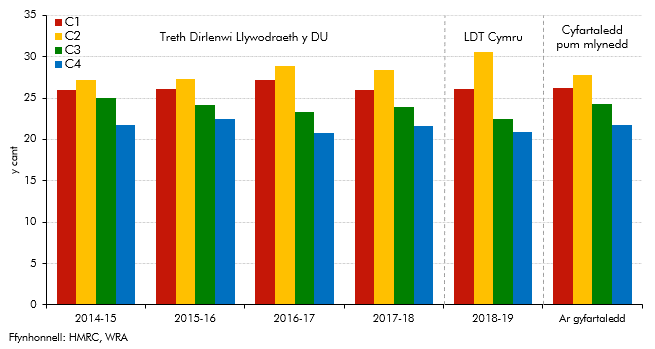 35
30
25
20
15
10
5
0
y cant
C1
C2
C3
C4
Treth Dirlenwi Llywodraeth y DU
LDT Cymru
Cyfartaledd
pum mlynedd
2014-15
2015-16
2016-17
2017-18
2018-19
Ar gyfartaledd
Ffynhonnell: HMRC, WRA